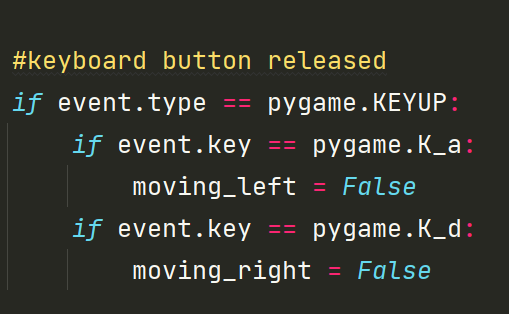 #keyboard button released
if event.type == pygame.KEYUP:
    if event.key == pygame.K_a:
        moving_left = False
    if event.key == pygame.K_d:
        moving_right = False